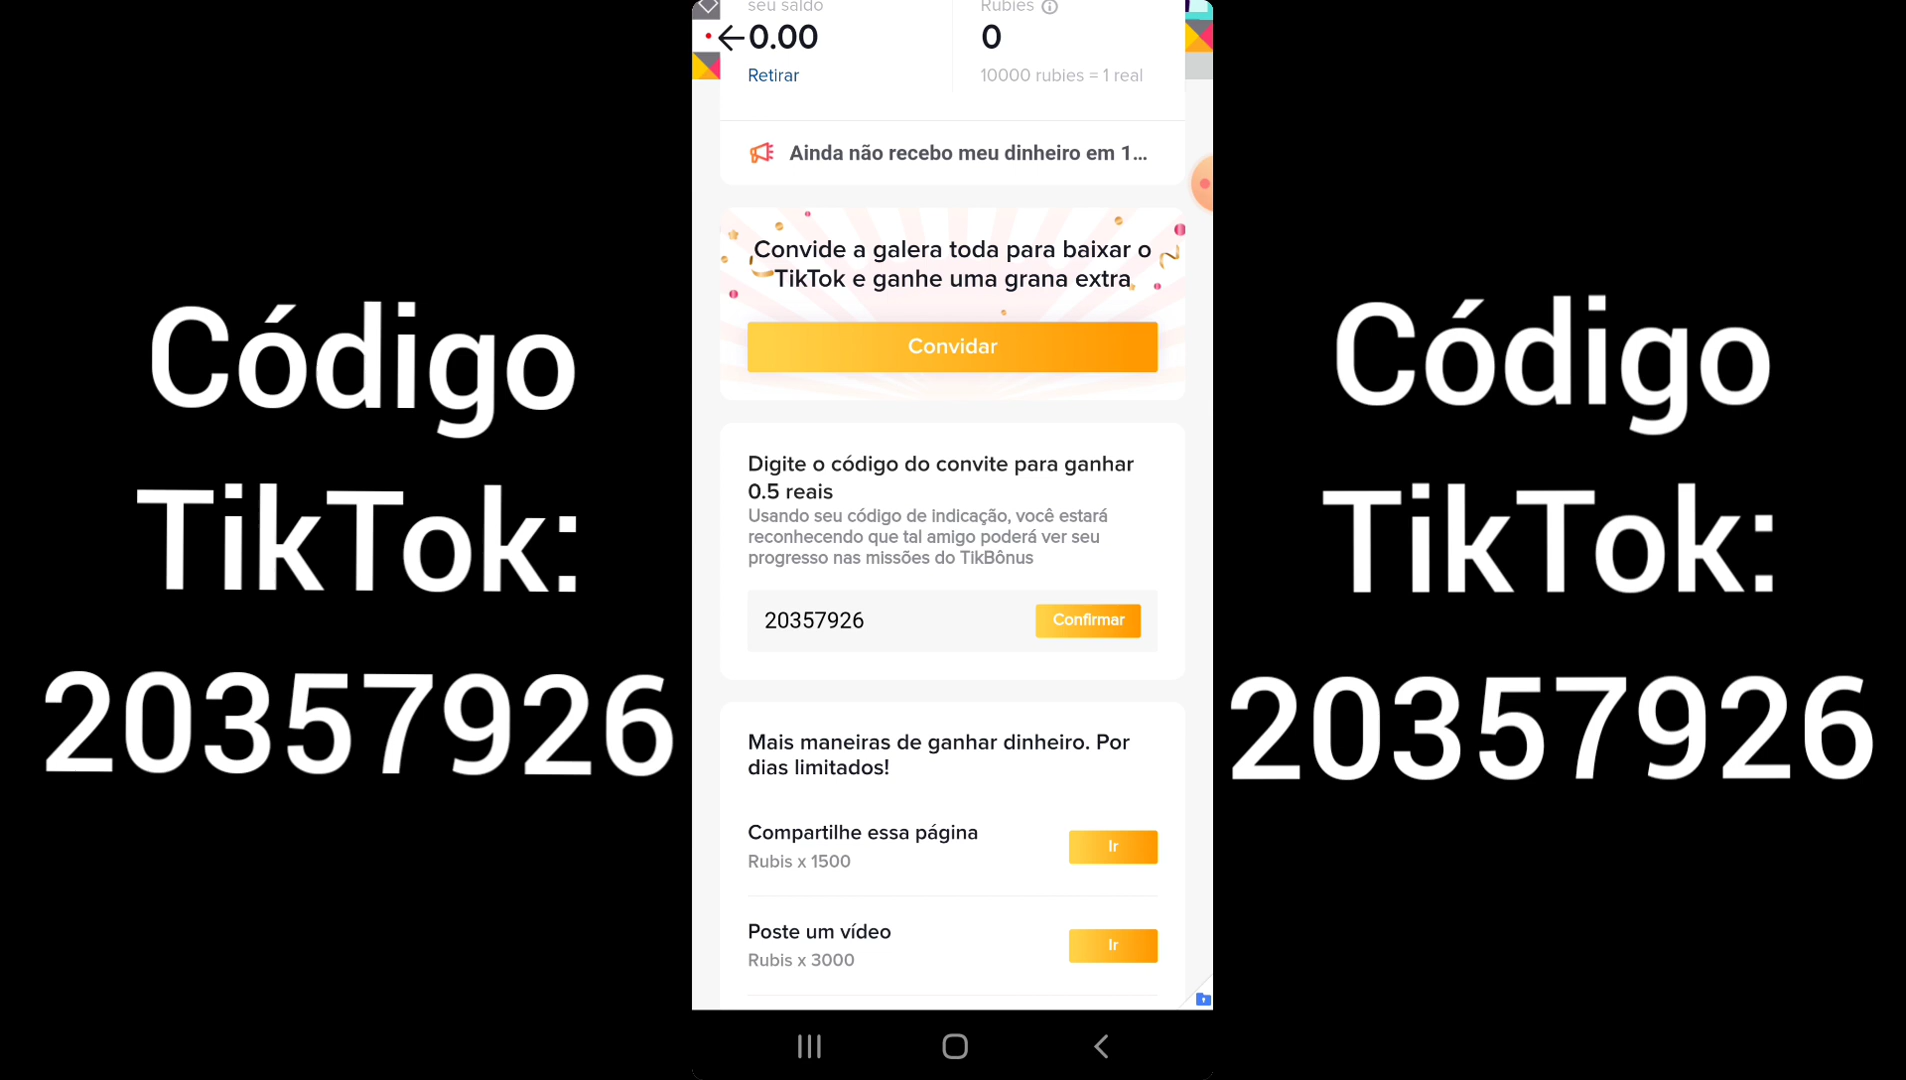 Código
TikTok:
20357926
seu saldo
0.00
Retirar
Rubies
0
10000 rubies = 1 real
Ainda não recebo meu dinheiro em 1...
Convide a galera toda para baixar o
TikTok e ganhe uma grana extra
Convidar
Digite o código do convite para ganhar
0.5 reais
Usando seu código de indicação, você estará
reconhecendo que tal amigo poderá ver seu
progresso nas missões do TikBônus
20357926
Confirmar
Mais maneiras de ganhar dinheiro. Por
dias limitados!
Compartilhe essa página
Rubis x 1500
Ir
Poste um vídeo
Rubis x 3000
Ir
Código
TikTok:
20357926